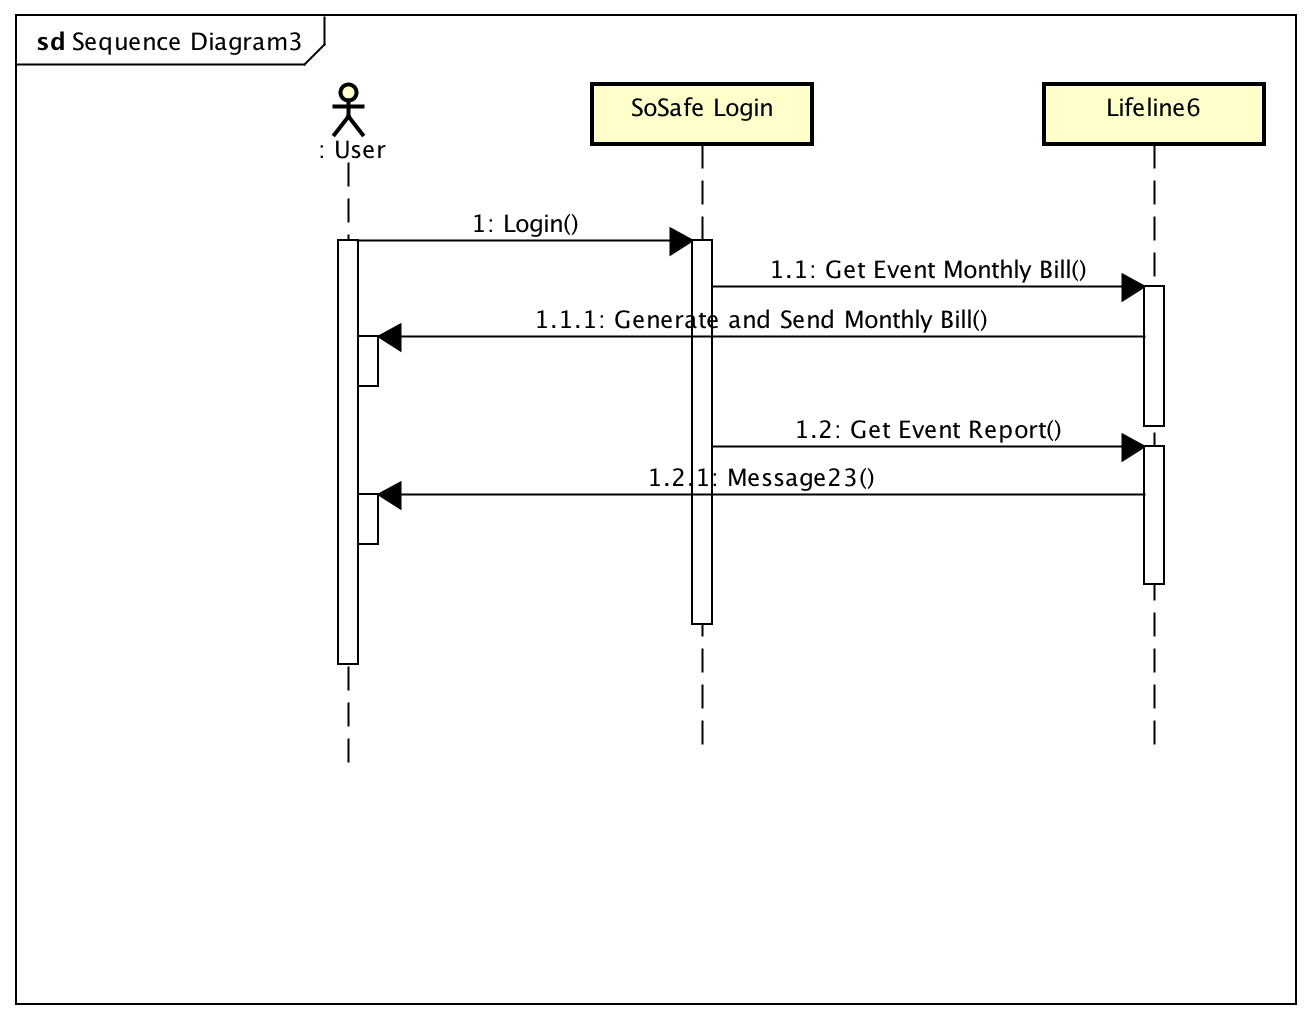 sd Sequence Diagram3
: User
SoSafe Login
Lifeline6
1: Login()
1.1: Get Event Monthly Bill()
1.1.1: Generate and Send Monthly Bill()
1.2: Get Event Report()
1.2.1: Message23()